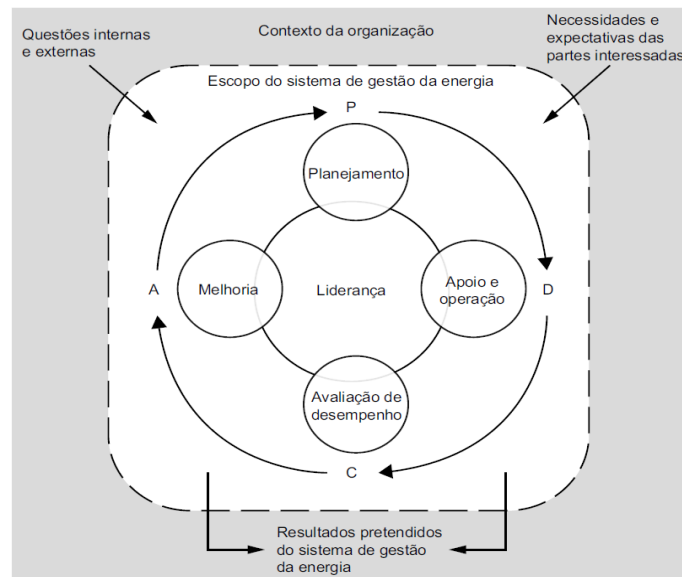 Questões internas
e externas
Contexto da organização
Necessidades e
expectativas das
partes interessadas
Escopo do sistema de gestão da energia
P
Planejamento
A
Melhoria
Liderança
Apoio e
operação
D
Avaliação de
desempenho
C
Resultados pretendidos
do sistema de gestão
da energia